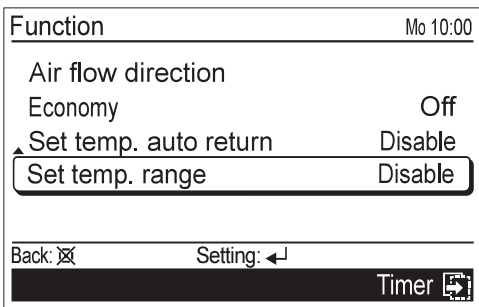 Function Mo 10:00
Air flow direction
Economy Off
Set temp. auto return Disable
Set temp. range Disable
Back: Setting:
Timer